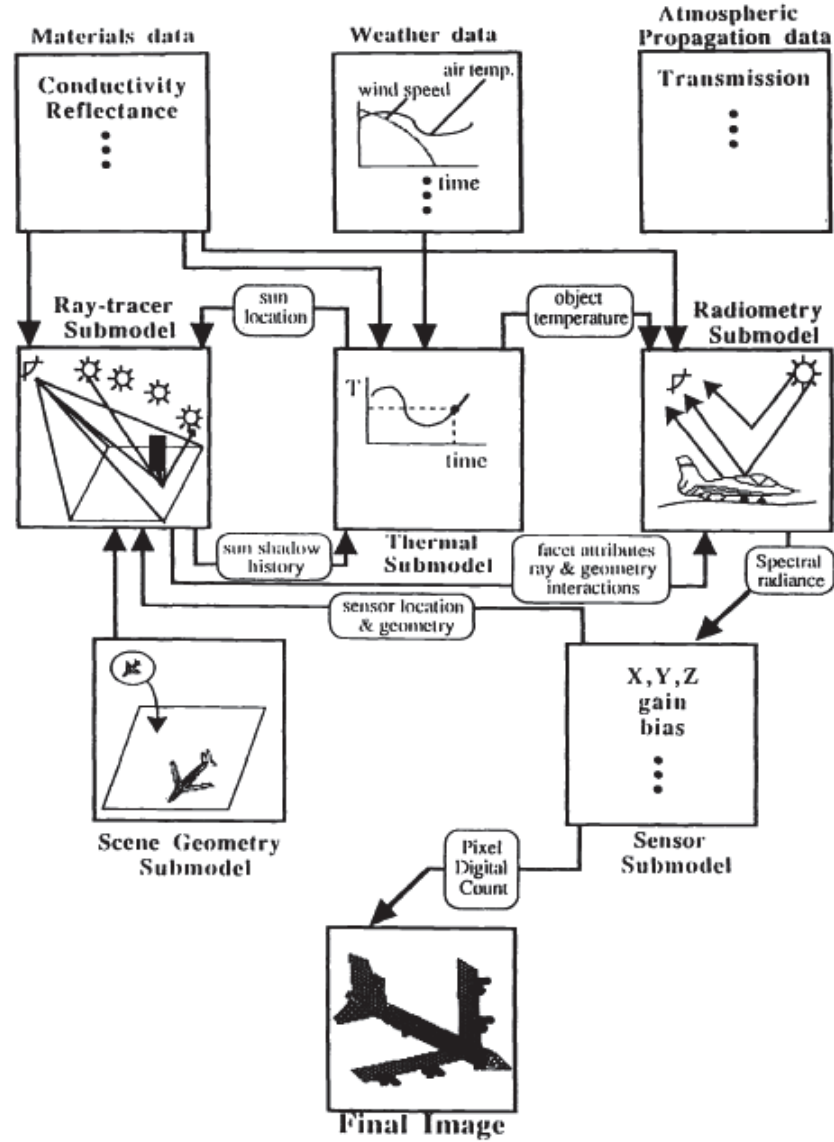 Materials data
Weather data
Atmospheric
Propagation data
Conductivity
Reflectance
air temp.
wind speed
time
Transmission
Ray-tracer
Submodel
sun
location
object
temperature
Radiometry
Submodel
T
time
Thermal
Submodel
sun shadow
history
facet attributes
ray & geometry
interactions
Spectral
radiance
sensor location
& geometry
X, Y, Z
gain
bias
Scene Geometry
Submodel
Pixel
Digital
Count
Sensor
Submodel
Final Image